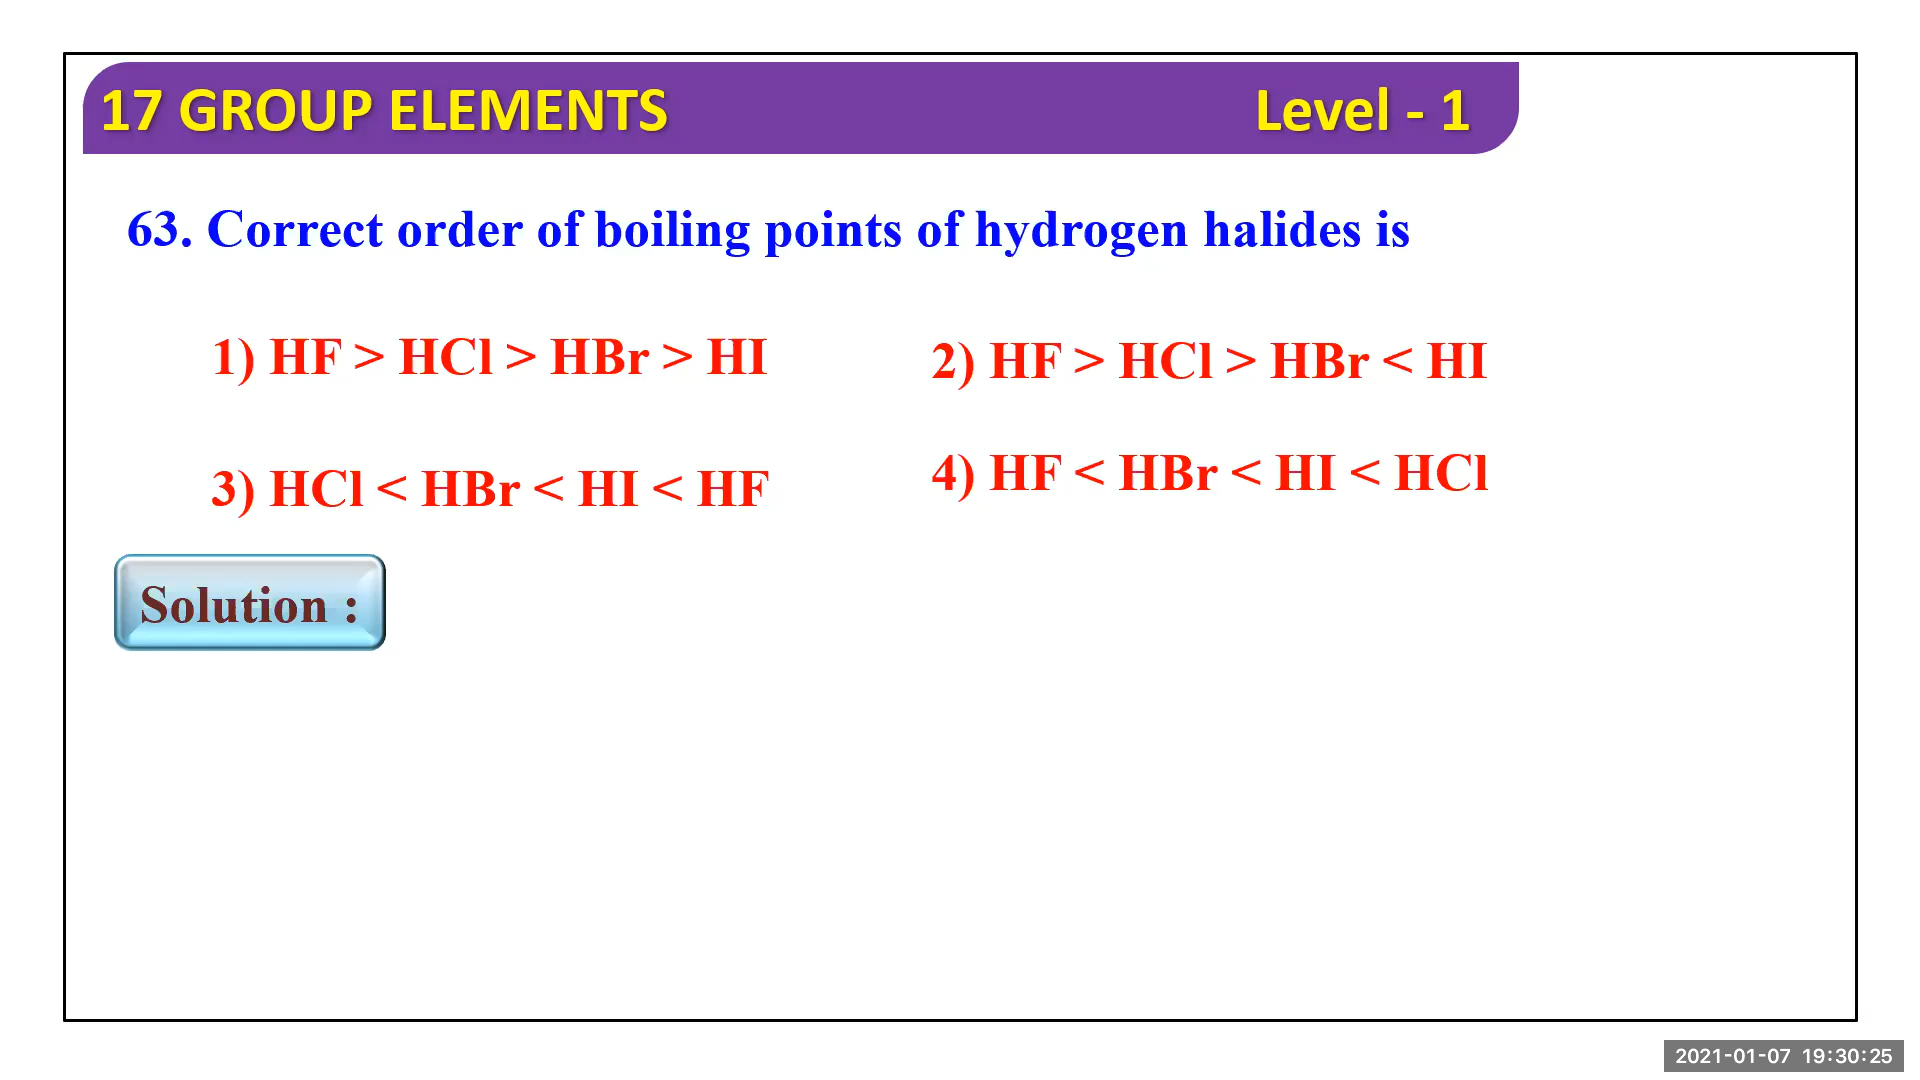 17 GROUP ELEMENTS Level - 1
63. Correct order of boiling points of hydrogen halides is
1) HF > HCl > HBr > HI 2) HF > HCl > HBr < HI
3) HCl < HBr < HI < HF 4) HF < HBr < HI < HCl
Solution :
2021-01-07 19:30:25